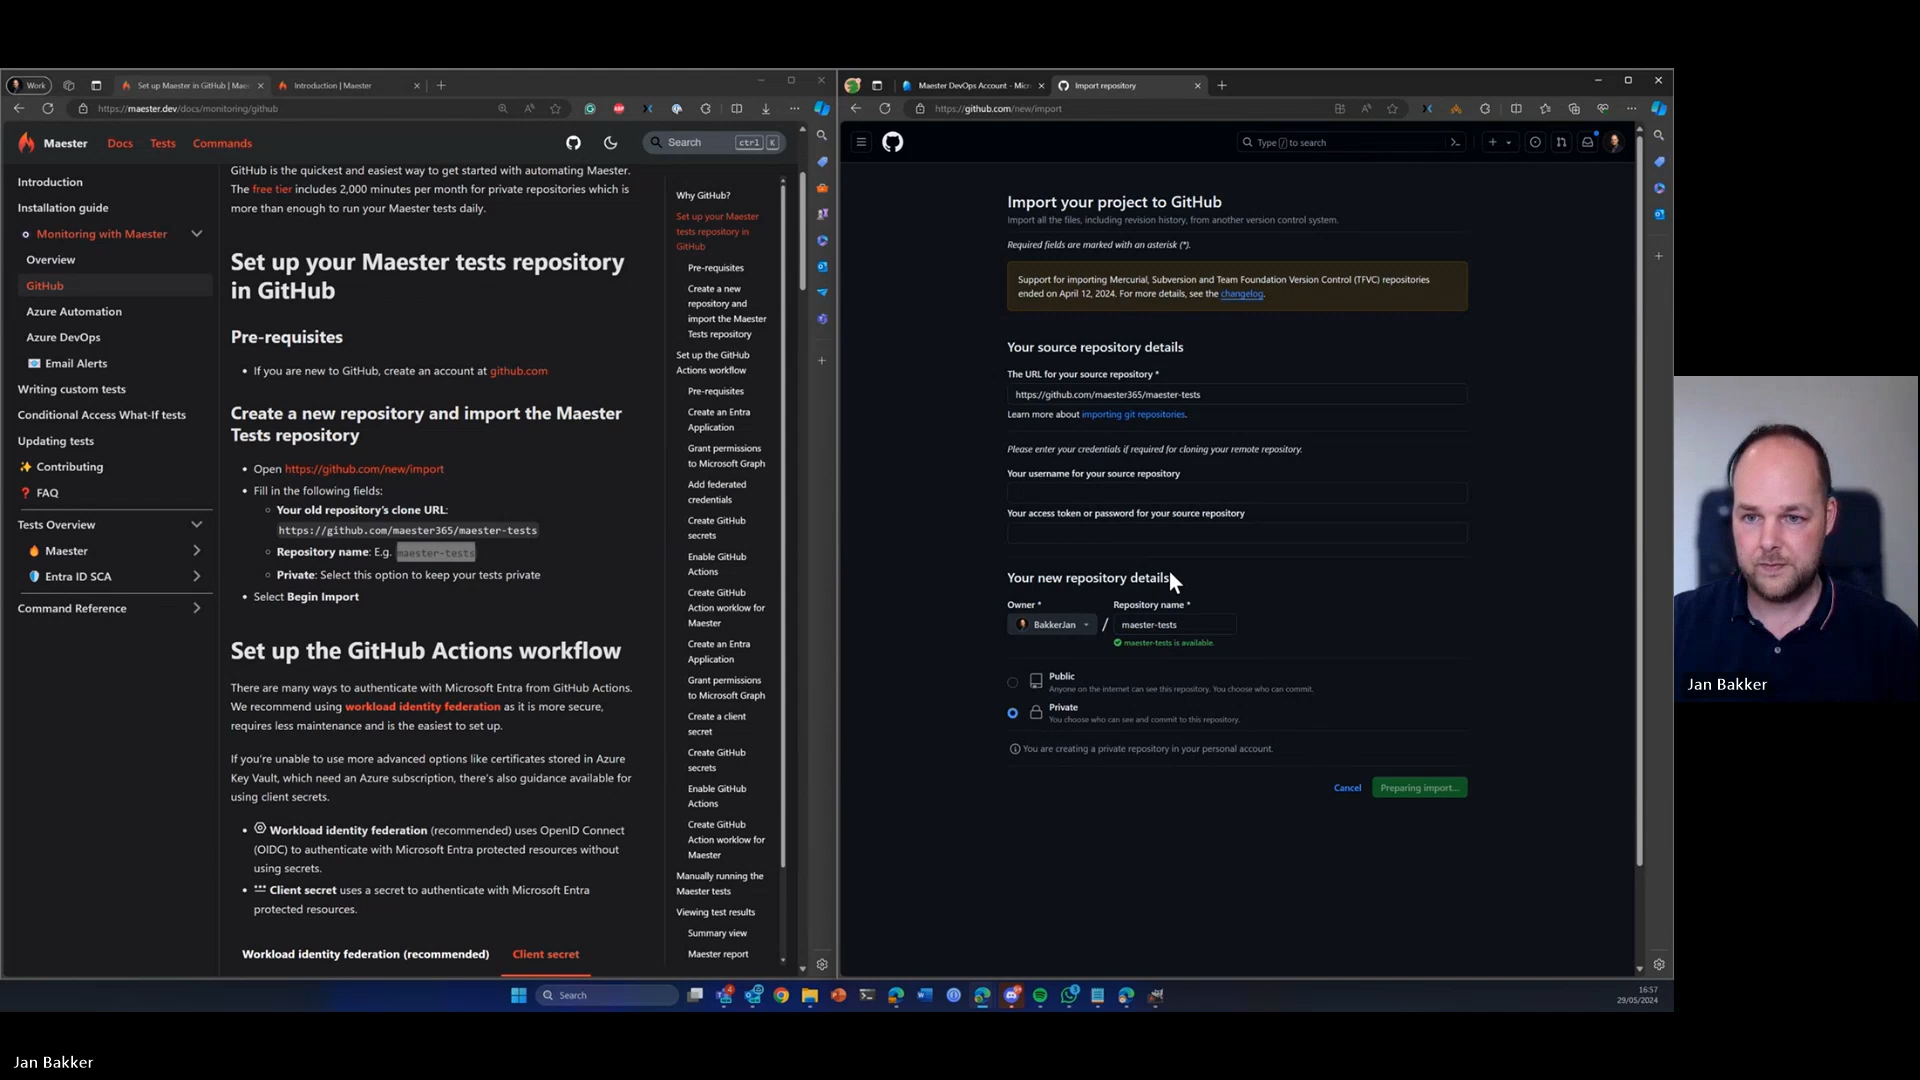 Work
Set up Maester in GitHub | Maes
Introduction | Maester
https://maester.dev/docs/monitoring/github
Maester
Docs
Tests
Commands
Search
ctrl
K
Introduction
Installation guide
Monitoring with Maester
Overview
GitHub
Azure Automation
Azure DevOps
Email Alerts
Writing custom tests
Conditional Access What-If tests
Updating tests
Contributing
FAQ
Tests Overview
Maester
Entra ID SCA
Command Reference
GitHub is the quickest and easiest way to get started with automating Maester.
The free tier includes 2,000 minutes per month for private repositories which is
more than enough to run your Maester tests daily.
Set up your Maester tests repository
in GitHub
Pre-requisites
• If you are new to GitHub, create an account at github.com
Create a new repository and import the Maester
Tests repository
• Open https://github.com/new/import
• Fill in the following fields:
Your old repository's clone URL:
https://github.com/maester365/maester-tests
Repository name: E.g. maester-tests
Private: Select this option to keep your tests private
• Select Begin Import
Set up the GitHub Actions workflow
There are many ways to authenticate with Microsoft Entra from GitHub Actions.
We recommend using workload identity federation as it is more secure,
requires less maintenance and is the easiest to set up.
If you're unable to use more advanced options like certificates stored in Azure
Key Vault, which need an Azure subscription, there's also guidance available for
using client secrets.
• Workload identity federation (recommended) uses OpenID Connect
(OIDC) to authenticate with Microsoft Entra protected resources without
using secrets.
• Client secret uses a secret to authenticate with Microsoft Entra
protected resources.
Workload identity federation (recommended)
Client secret
Why GitHub?
Set up your Maester
tests repository in
GitHub
Pre-requisites
Create a new
repository and
import the Maester
Tests repository
Set up the GitHub
Actions workflow
Pre-requisites
Create an Entra
Application
Grant permissions
to Microsoft Graph
Add federated
credentials
Create GitHub
secrets
Enable GitHub
Actions
Create GitHub
Action worklow for
Maester
Create an Entra
Application
Grant permissions
to Microsoft Graph
Create a client
secret
Create GitHub
secrets
Enable GitHub
Actions
Create GitHub
Action worklow for
Maester
Manually running the
Maester tests
Viewing test results
Summary view
Maester report
Maester DevOps Account - Micr
Import repository
https://github.com/new/import
Type / to search
Import your project to GitHub
Import all the files, including revision history, from another version control system.
Required fields are marked with an asterisk (*).
Support for importing Mercurial, Subversion and Team Foundation Version Control (TFVC) repositories
ended on April 12, 2024. For more details, see the changelog.
Your source repository details
The URL for your source repository *
https://github.com/maester365/maester-tests
Learn more about importing git repositories.
Please enter your credentials if required for cloning your remote repository.
Your username for your source repository
Your access token or password for your source repository
Your new repository details
Owner *
Repository name *
BakkerJan
/
maester-tests
maester-tests is available.
Public
Anyone on the internet can see this repository. You choose who can commit.
Private
You choose who can see and commit to this repository.
You are creating a private repository in your personal account.
Cancel
Preparing import...
Jan Bakker
Search
16:57
29/05/2024
Jan Bakker